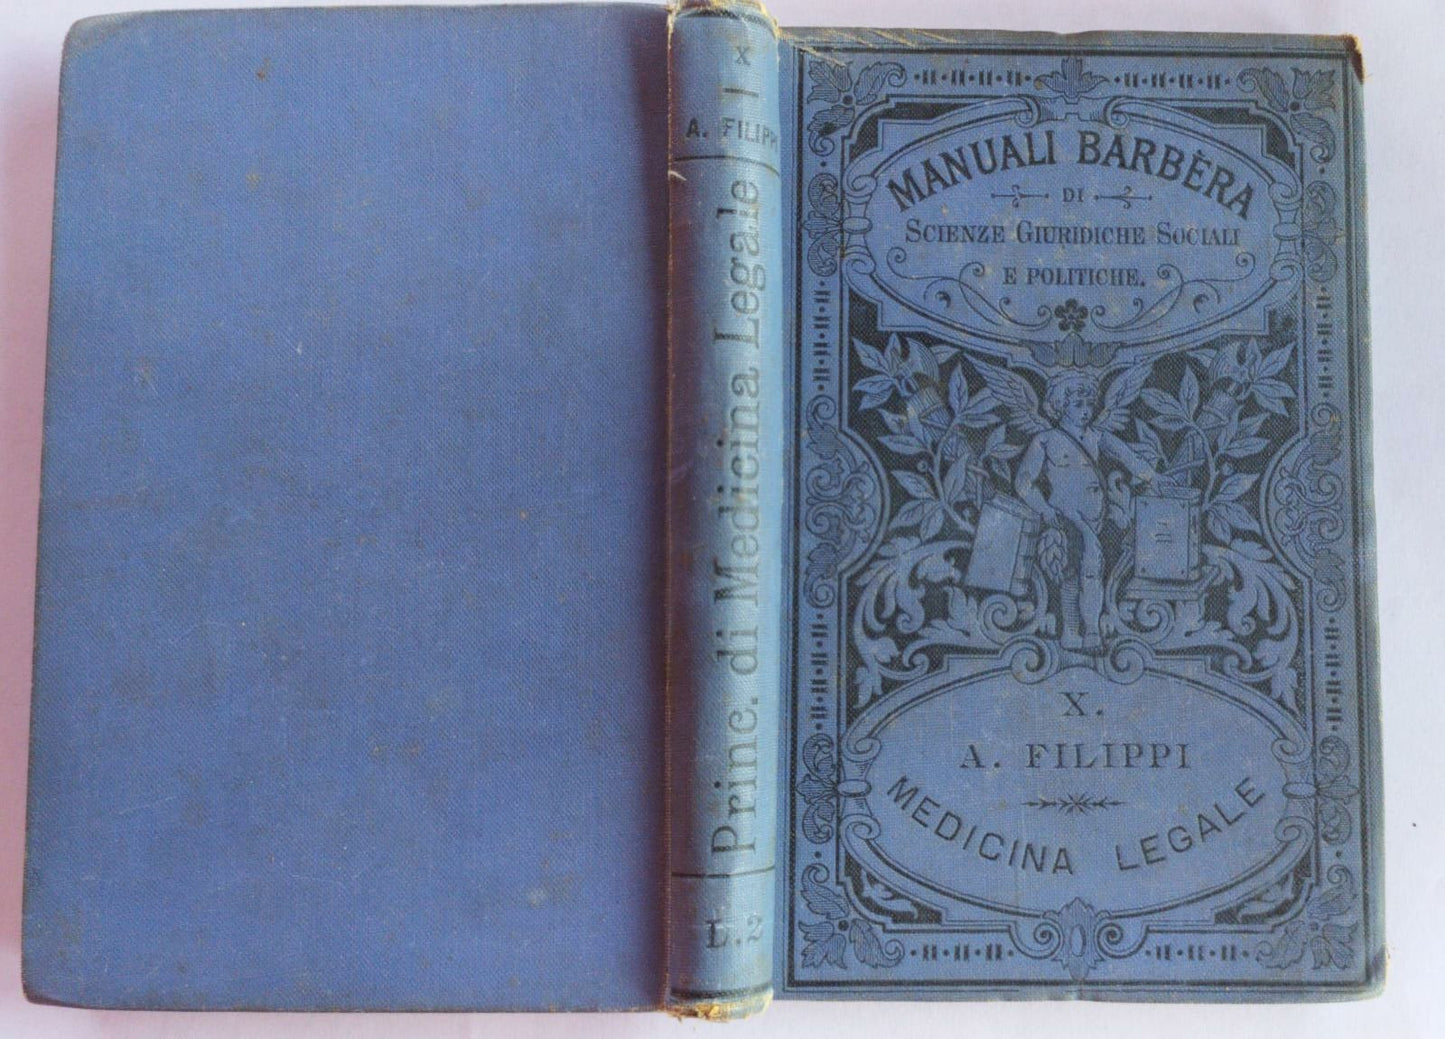 X
A. FILIPPI
Princ. di Medicina Legale
L. 2
MANUALI BARBÈRA
DI
SCIENZE GIURIDICHE SOCIALI
E POLITICHE.
X.
A. FILIPPI
MEDICINA LEGALE